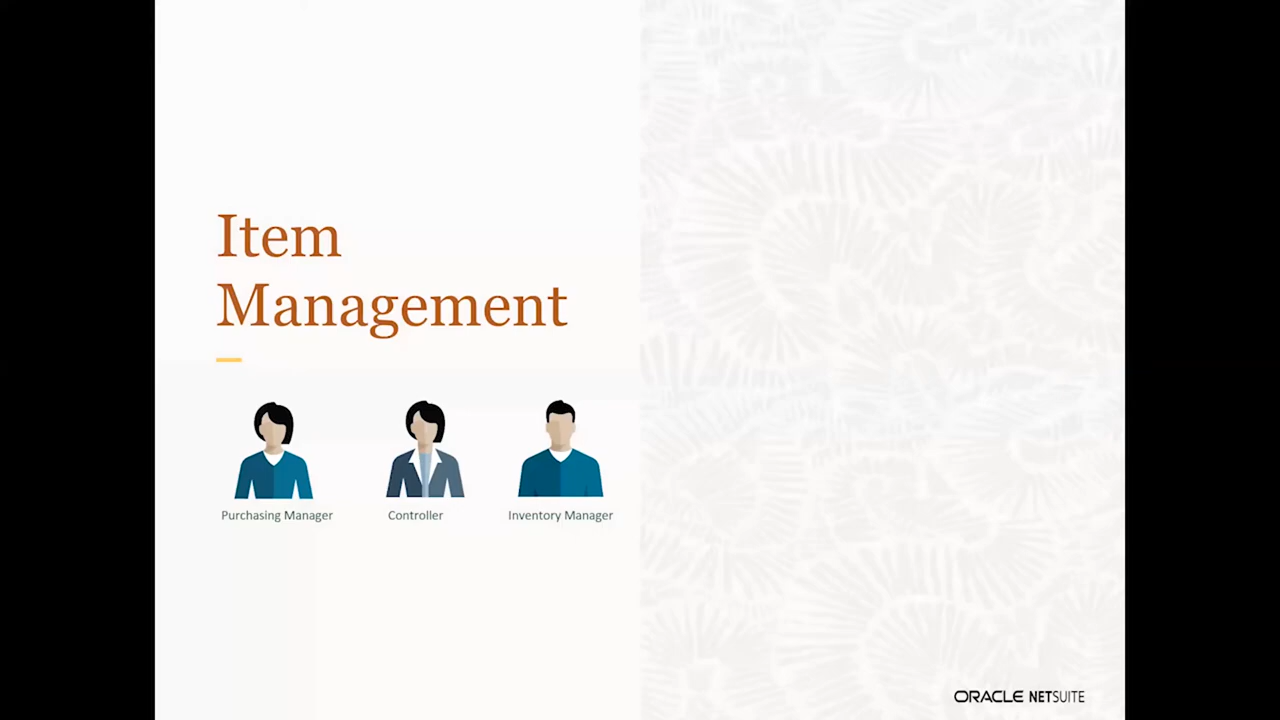 Item
Management
Purchasing Manager
Controller
Inventory Manager
ORACLE NETSUITE